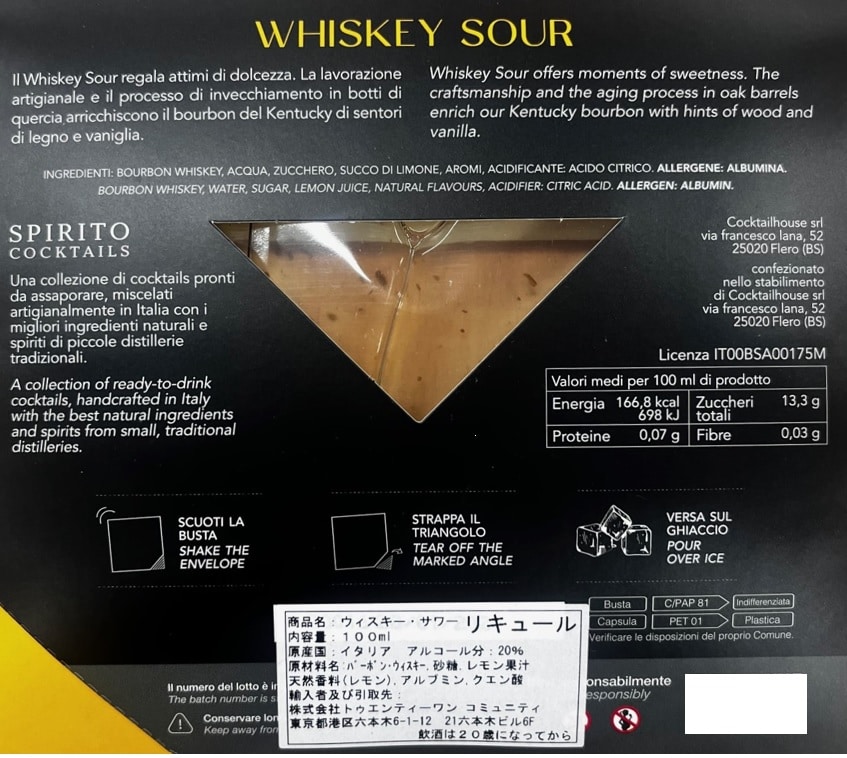 WHISKEY SOUR
Il Whiskey Sour regala attimi di dolcezza. La lavorazione
artigianale e il processo di invecchiamento in botti di
quercia arricchiscono il bourbon del Kentucky di sentori
di legno e vaniglia.
Whiskey Sour offers moments of sweetness. The
craftsmanship and the aging process in oak barrels
enrich our Kentucky bourbon with hints of wood and
vanilla.
INGREDIENTI: BOURBON WHISKEY, ACQUA, ZUCCHERO, SUCCO DI LIMONE, AROMI, ACIDIFICANTE: ACIDO CITRICO. ALLERGENE: ALBUMINA.
BOURBON WHISKEY, WATER, SUGAR, LEMON JUICE, NATURAL FLAVOURS, ACIDIFIER: CITRIC ACID. ALLERGEN: ALBUMIN.
SPIRITO
COCKTAILS
Una collezione di cocktails pronti
da assaporare, miscelati
artigianalmente in Italia con i
migliori ingredienti naturali e
spiriti di piccole distillerie
tradizionali.
A collection of ready-to-drink
cocktails, handcrafted in Italy
with the best natural ingredients
and spirits from small, traditional
distilleries.
Cocktailhouse srl
via francesco lana, 52
25020 Flero (BS)
confezionato
nello stabilimento
di Cocktailhouse srl
via francesco lana, 52
25020 Flero (BS)
Licenza IT00BSA00175M
Valori medi per 100 ml di prodotto
Energia 166,8 kcal
698 kJ
Zuccheri totali 13,3 g
Proteine 0,07 g
Fibre 0,03 g
SCUOTI LA
BUSTA
SHAKE THE
ENVELOPE
STRAPPA IL
TRIANGOLO
TEAR OFF THE
MARKED ANGLE
VERSA SUL
GHIACCIO
POUR
OVER ICE
Busta C/PAP 81 Indifferenziata
Capsula PET 01 Plastica
Verificare le disposizioni del proprio Comune.
商品名：ウィスキー・サワー リキュール
内容量：１００ml
原産国：イタリア アルコール分：20%
原材料名：バーボン・ウィスキー、砂糖、レモン果汁
天然香料(レモン)、アルブミン、クエン酸
輸入者及び引取先：
株式会社トゥエンティーワン コミュニティ
東京都港区六本木6-1-12 21六本木ビル6F
飲酒は２０歳になってから
Il numero del lotto è
The batch number is
Conservare
Keep away
onsabilmente
esponsibly